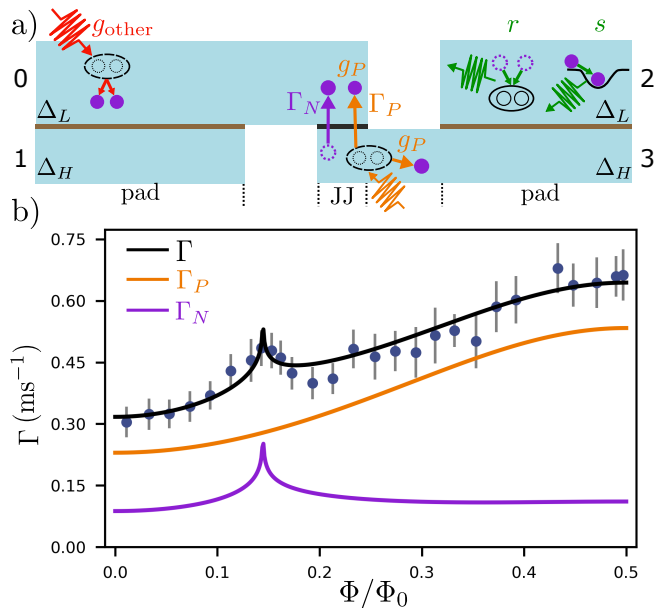 a)
g_other
r
s
0
g_P
2
Γ_N
Γ_P
Δ_L
Δ_L
g_P
1
Δ_H
Δ_H
3
pad
JJ
pad
b)
0.75
Γ
0.60
Γ_P
Γ_N
0.45
Γ (ms⁻¹)
0.30
0.15
0.00
0.0
0.1
0.2
0.3
0.4
0.5
Φ/Φ₀